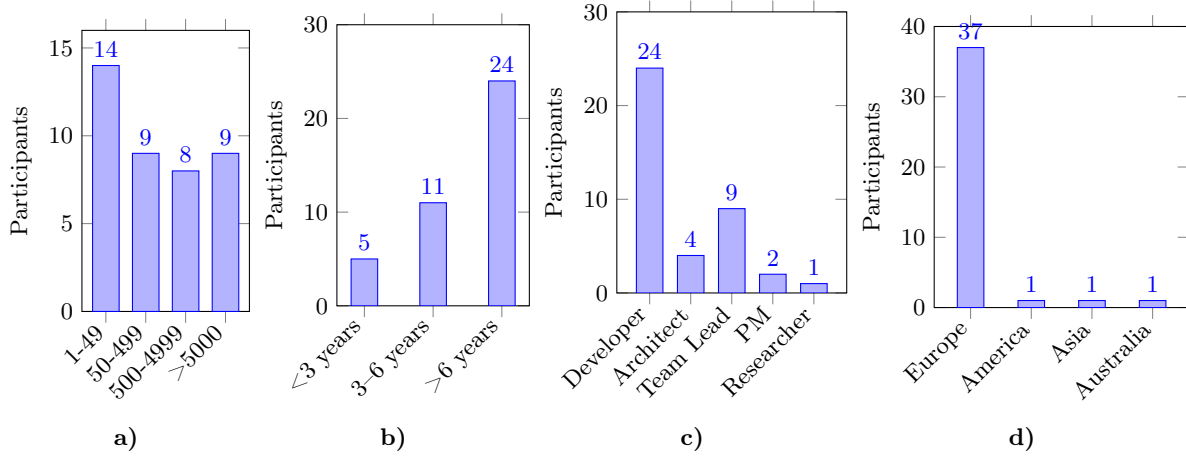 Participants
15
10
5
0
14
9
8
9
1-49
50-499
500-4999
>5000
a)
Participants
30
20
10
0
5
11
24
<3 years
3–6 years
>6 years
b)
Participants
30
20
10
0
24
4
9
2
1
Developer
Architect
Team Lead
PM
Researcher
c)
Participants
40
30
20
10
0
37
1
1
1
Europe
America
Asia
Australia
d)